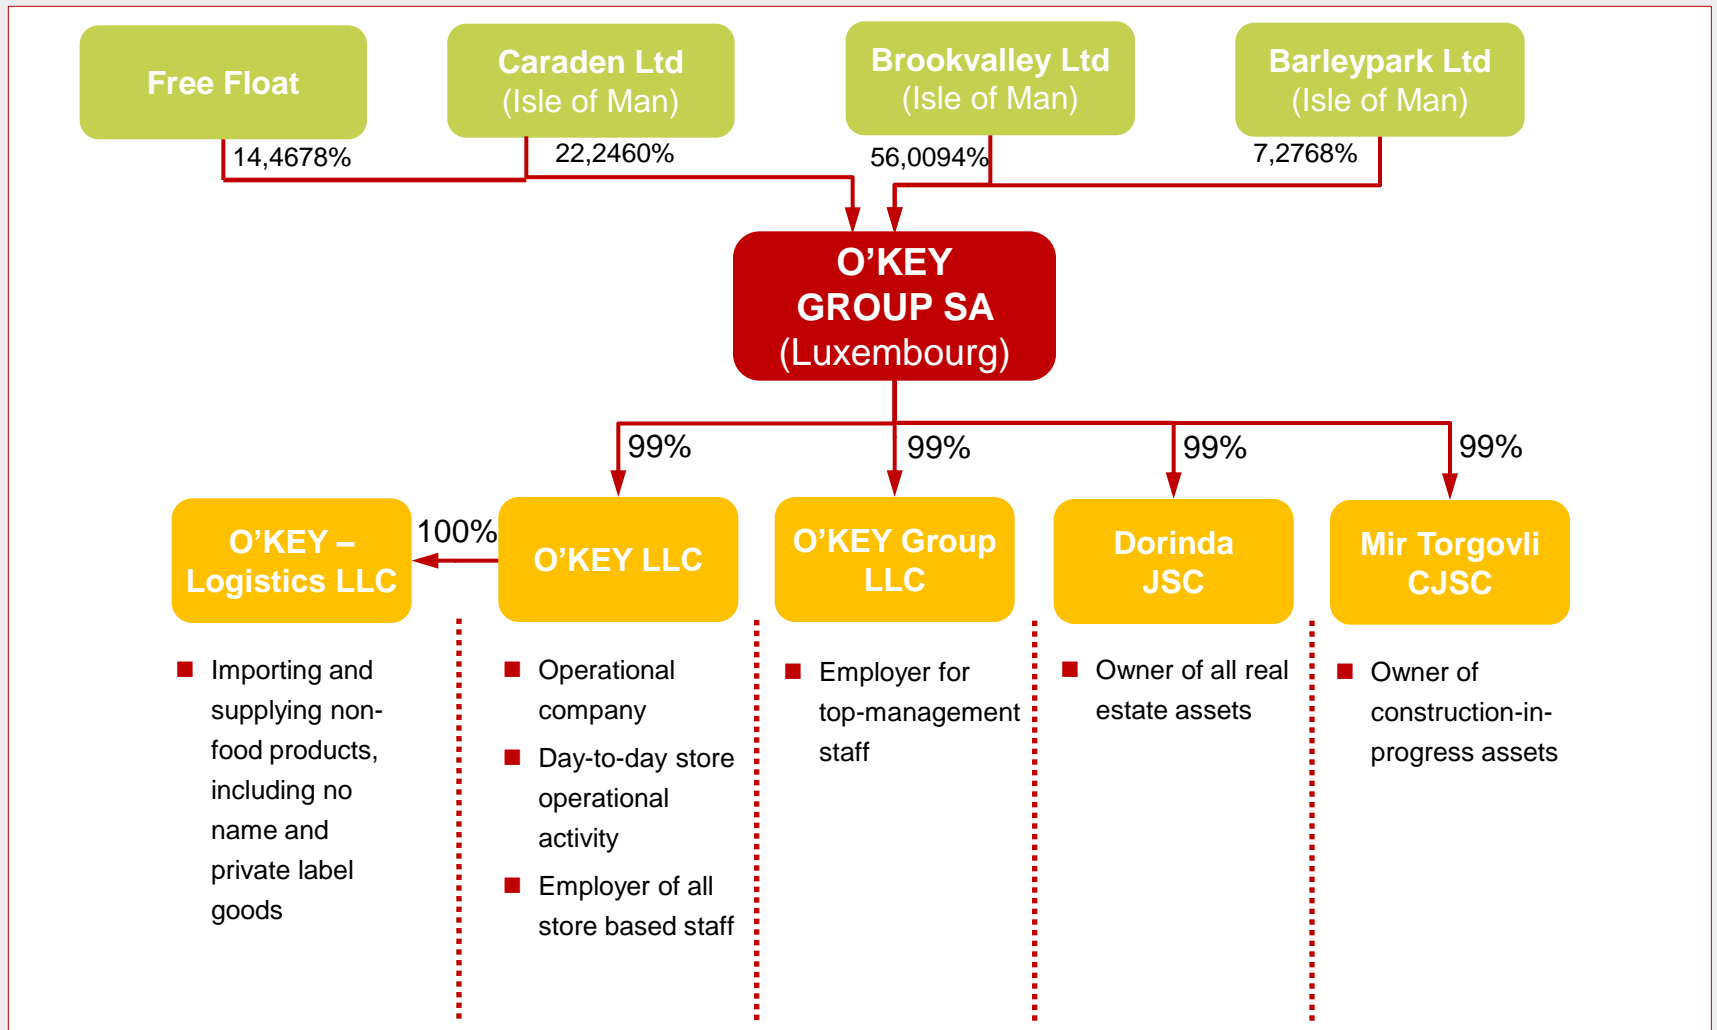 Free Float
Caraden Ltd
(Isle of Man)
Brookvalley Ltd
(Isle of Man)
Barleypark Ltd
(Isle of Man)
14,4678%
22,2460%
56,0094%
7,2768%
O’KEY
GROUP SA
(Luxembourg)
99%
99%
99%
99%
O’KEY –
Logistics LLC
100%
O’KEY LLC
O’KEY Group
LLC
Dorinda
JSC
Mir Torgovli
CJSC
Importing and
supplying non-
food products,
including no
name and
private label
goods
Operational
company
Day-to-day store
operational
activity
Employer of all
store based staff
Employer for
top-management
staff
Owner of all real
estate assets
Owner of
construction-in-
progress assets